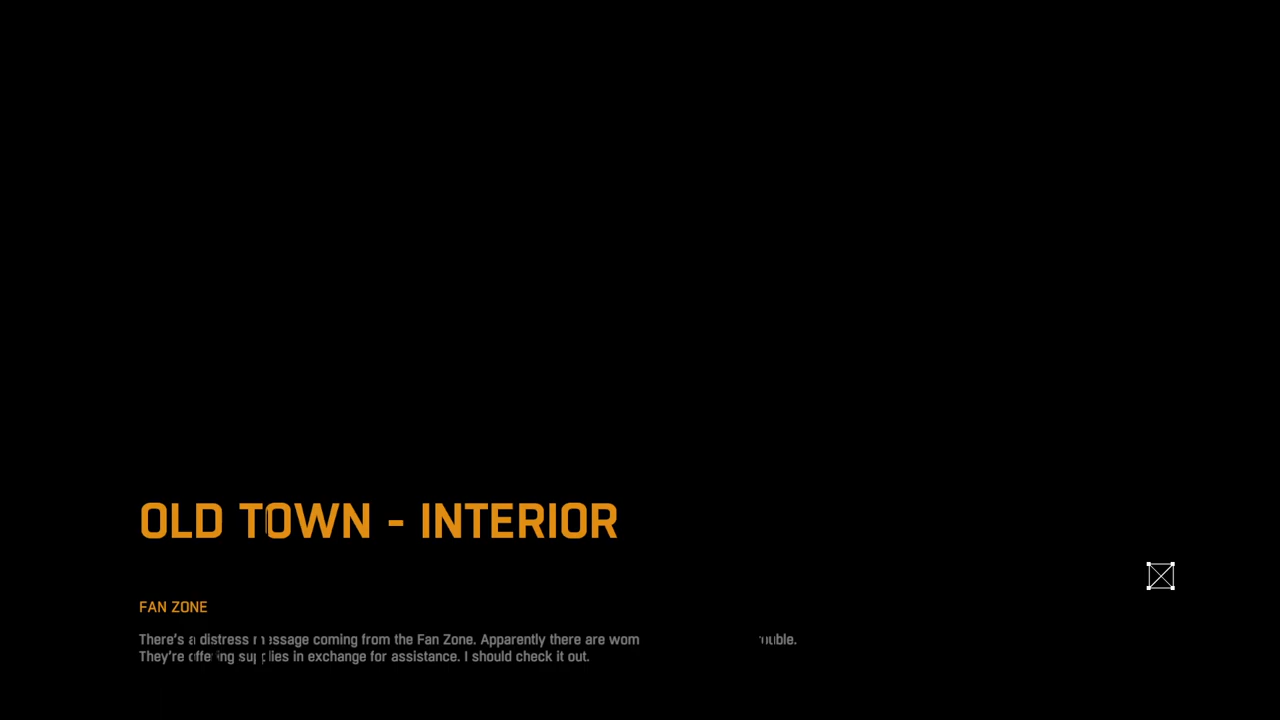 OLD TOWN - INTERIOR
FAN ZONE
There's a distress message coming from the Fan Zone. Apparently there are
They're offering supplies in exchange for assistance. I should check it out.